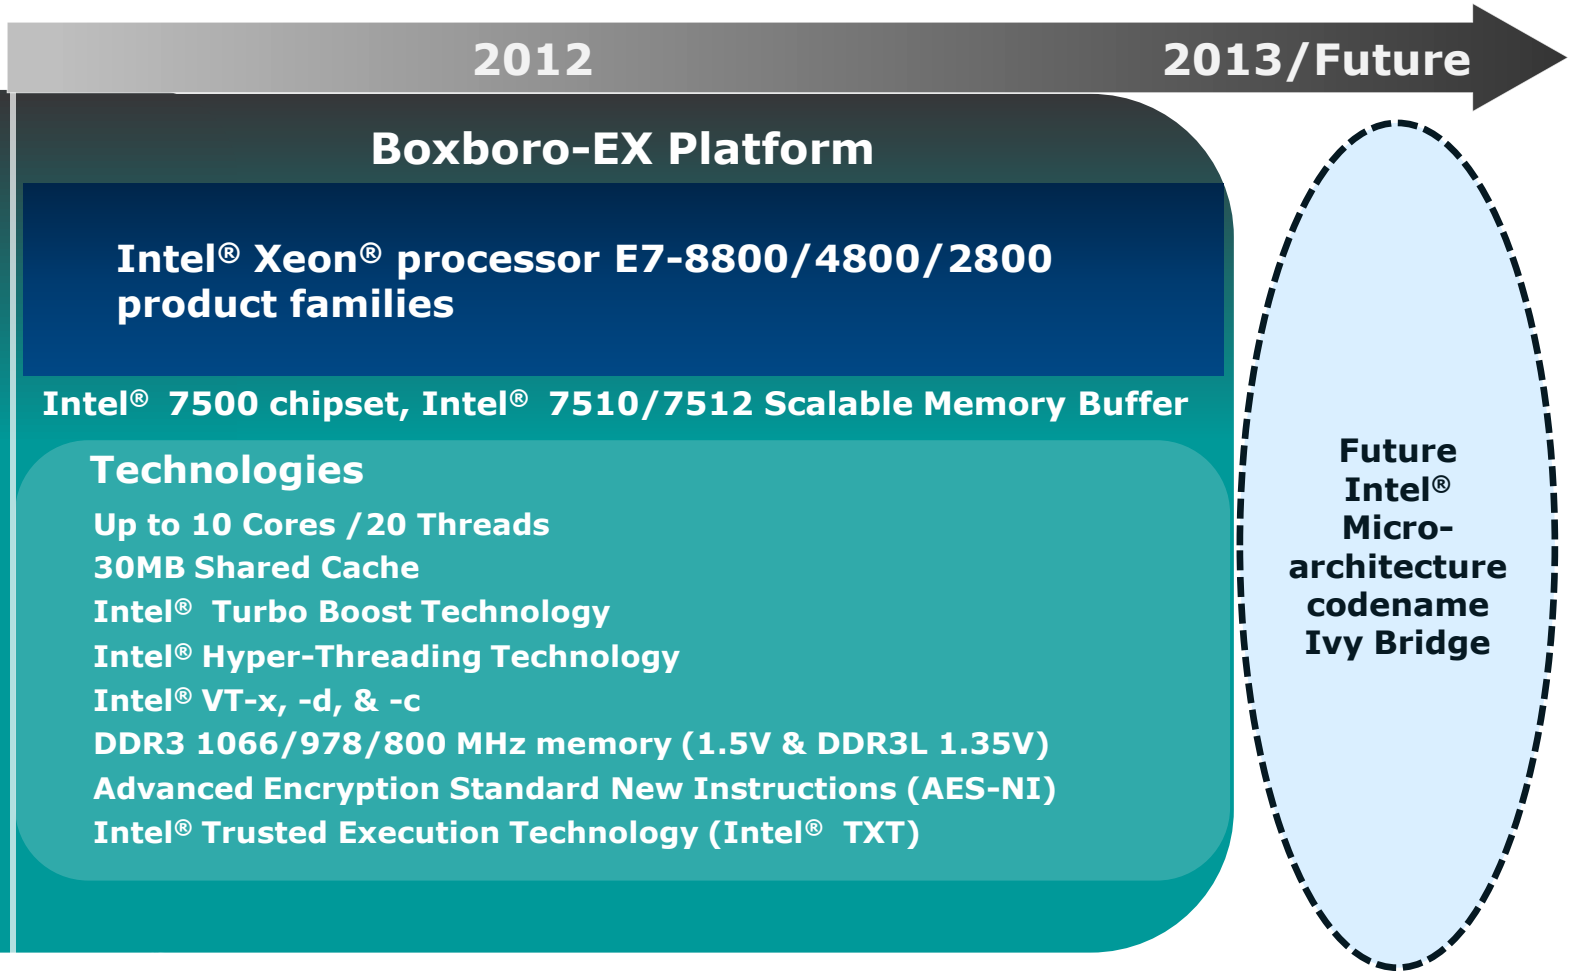 2012
2013/Future
Boxboro-EX Platform
Intel® Xeon® processor E7-8800/4800/2800
product families
Intel® 7500 chipset, Intel® 7510/7512 Scalable Memory Buffer
Technologies
Up to 10 Cores /20 Threads
30MB Shared Cache
Intel® Turbo Boost Technology
Intel® Hyper-Threading Technology
Intel® VT-x, -d, & -c
DDR3 1066/978/800 MHz memory (1.5V & DDR3L 1.35V)
Advanced Encryption Standard New Instructions (AES-NI)
Intel® Trusted Execution Technology (Intel® TXT)
Future
Intel®
Micro-
architecture
codename
Ivy Bridge